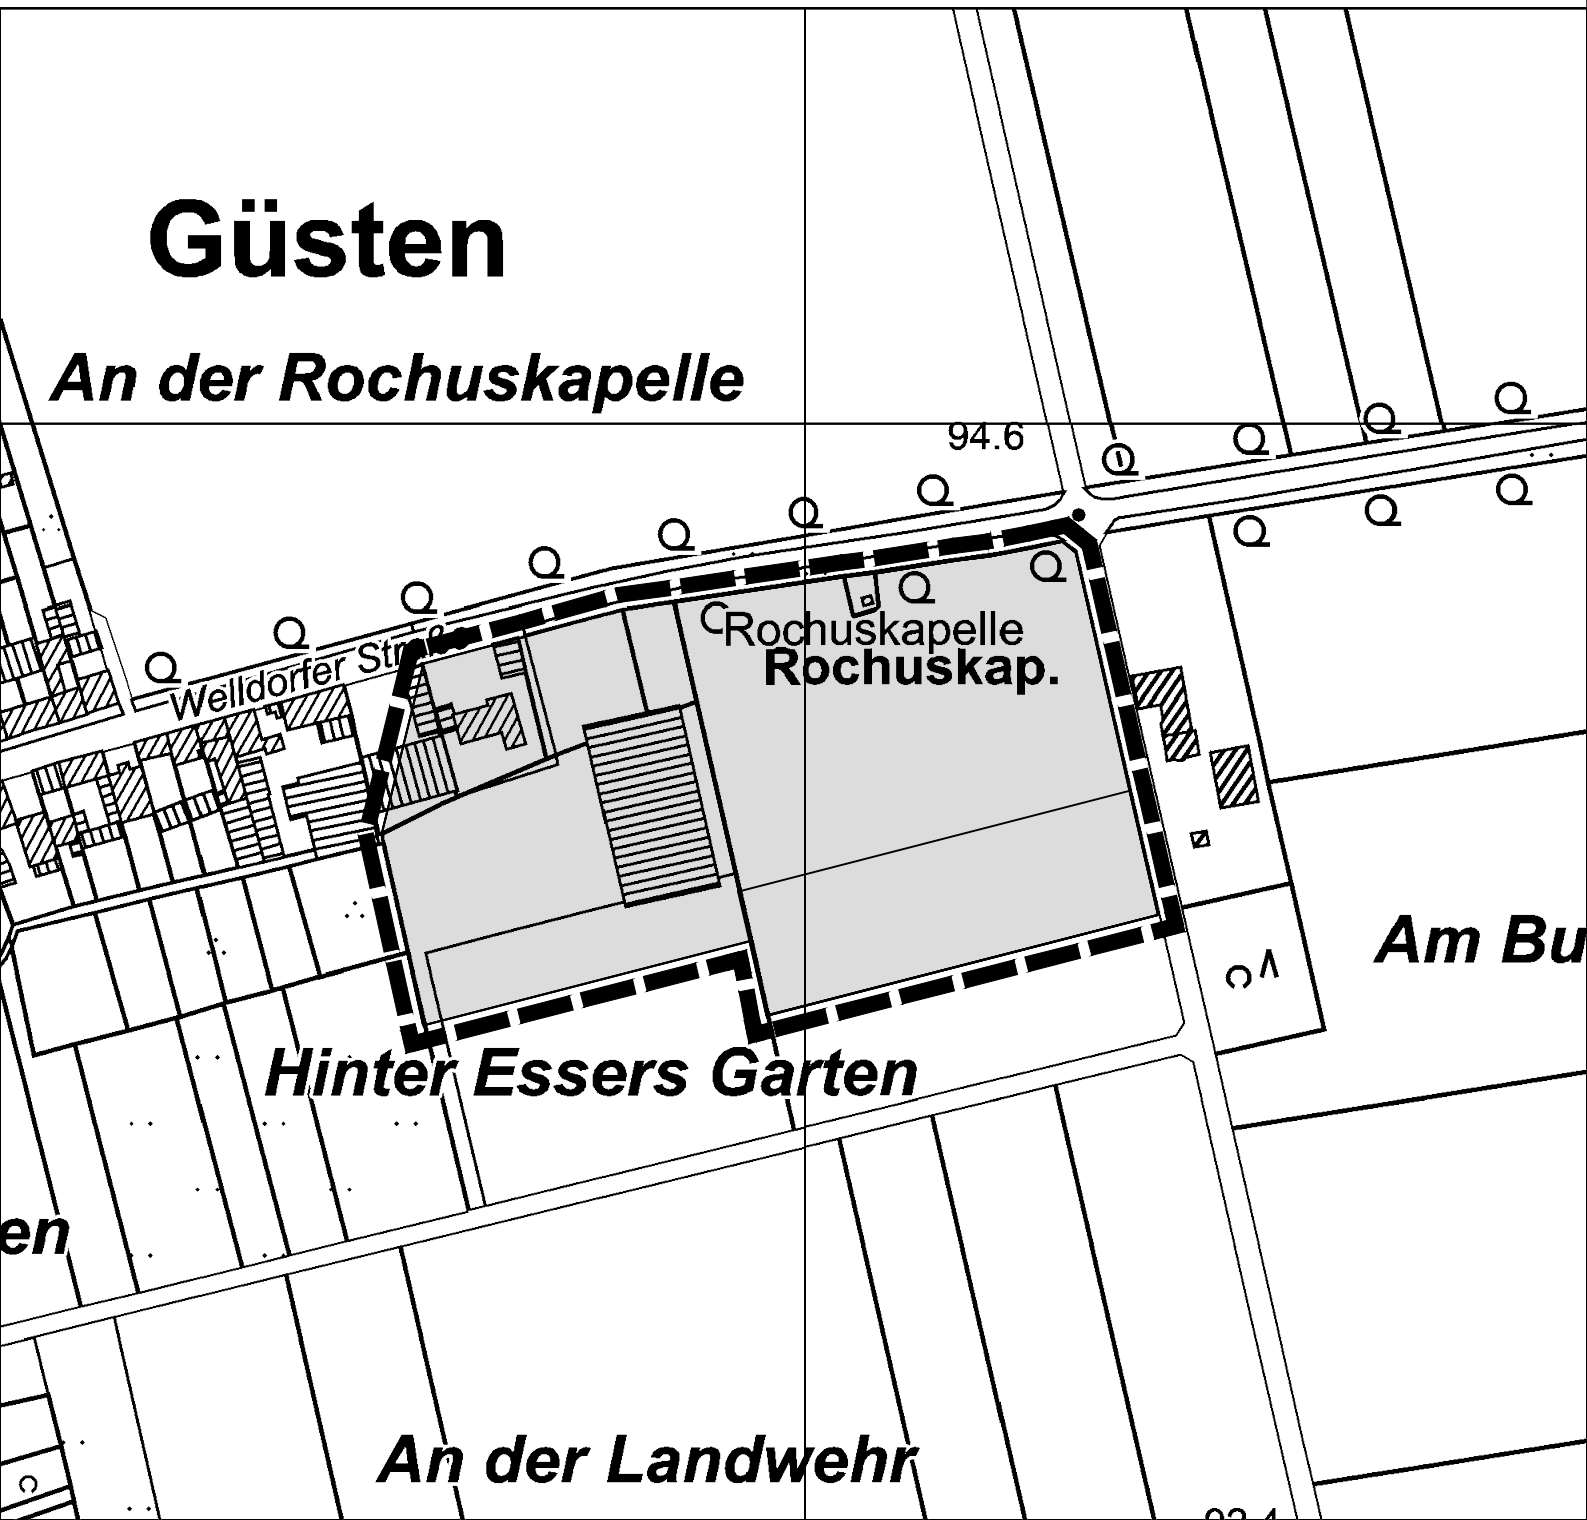 Güsten
An der Rochuskapelle
94.6
Welldorfer Straße
Rochuskapelle
Rochuskap.
Am Bu
Hinter Essers Garten
en
An der Landwehr